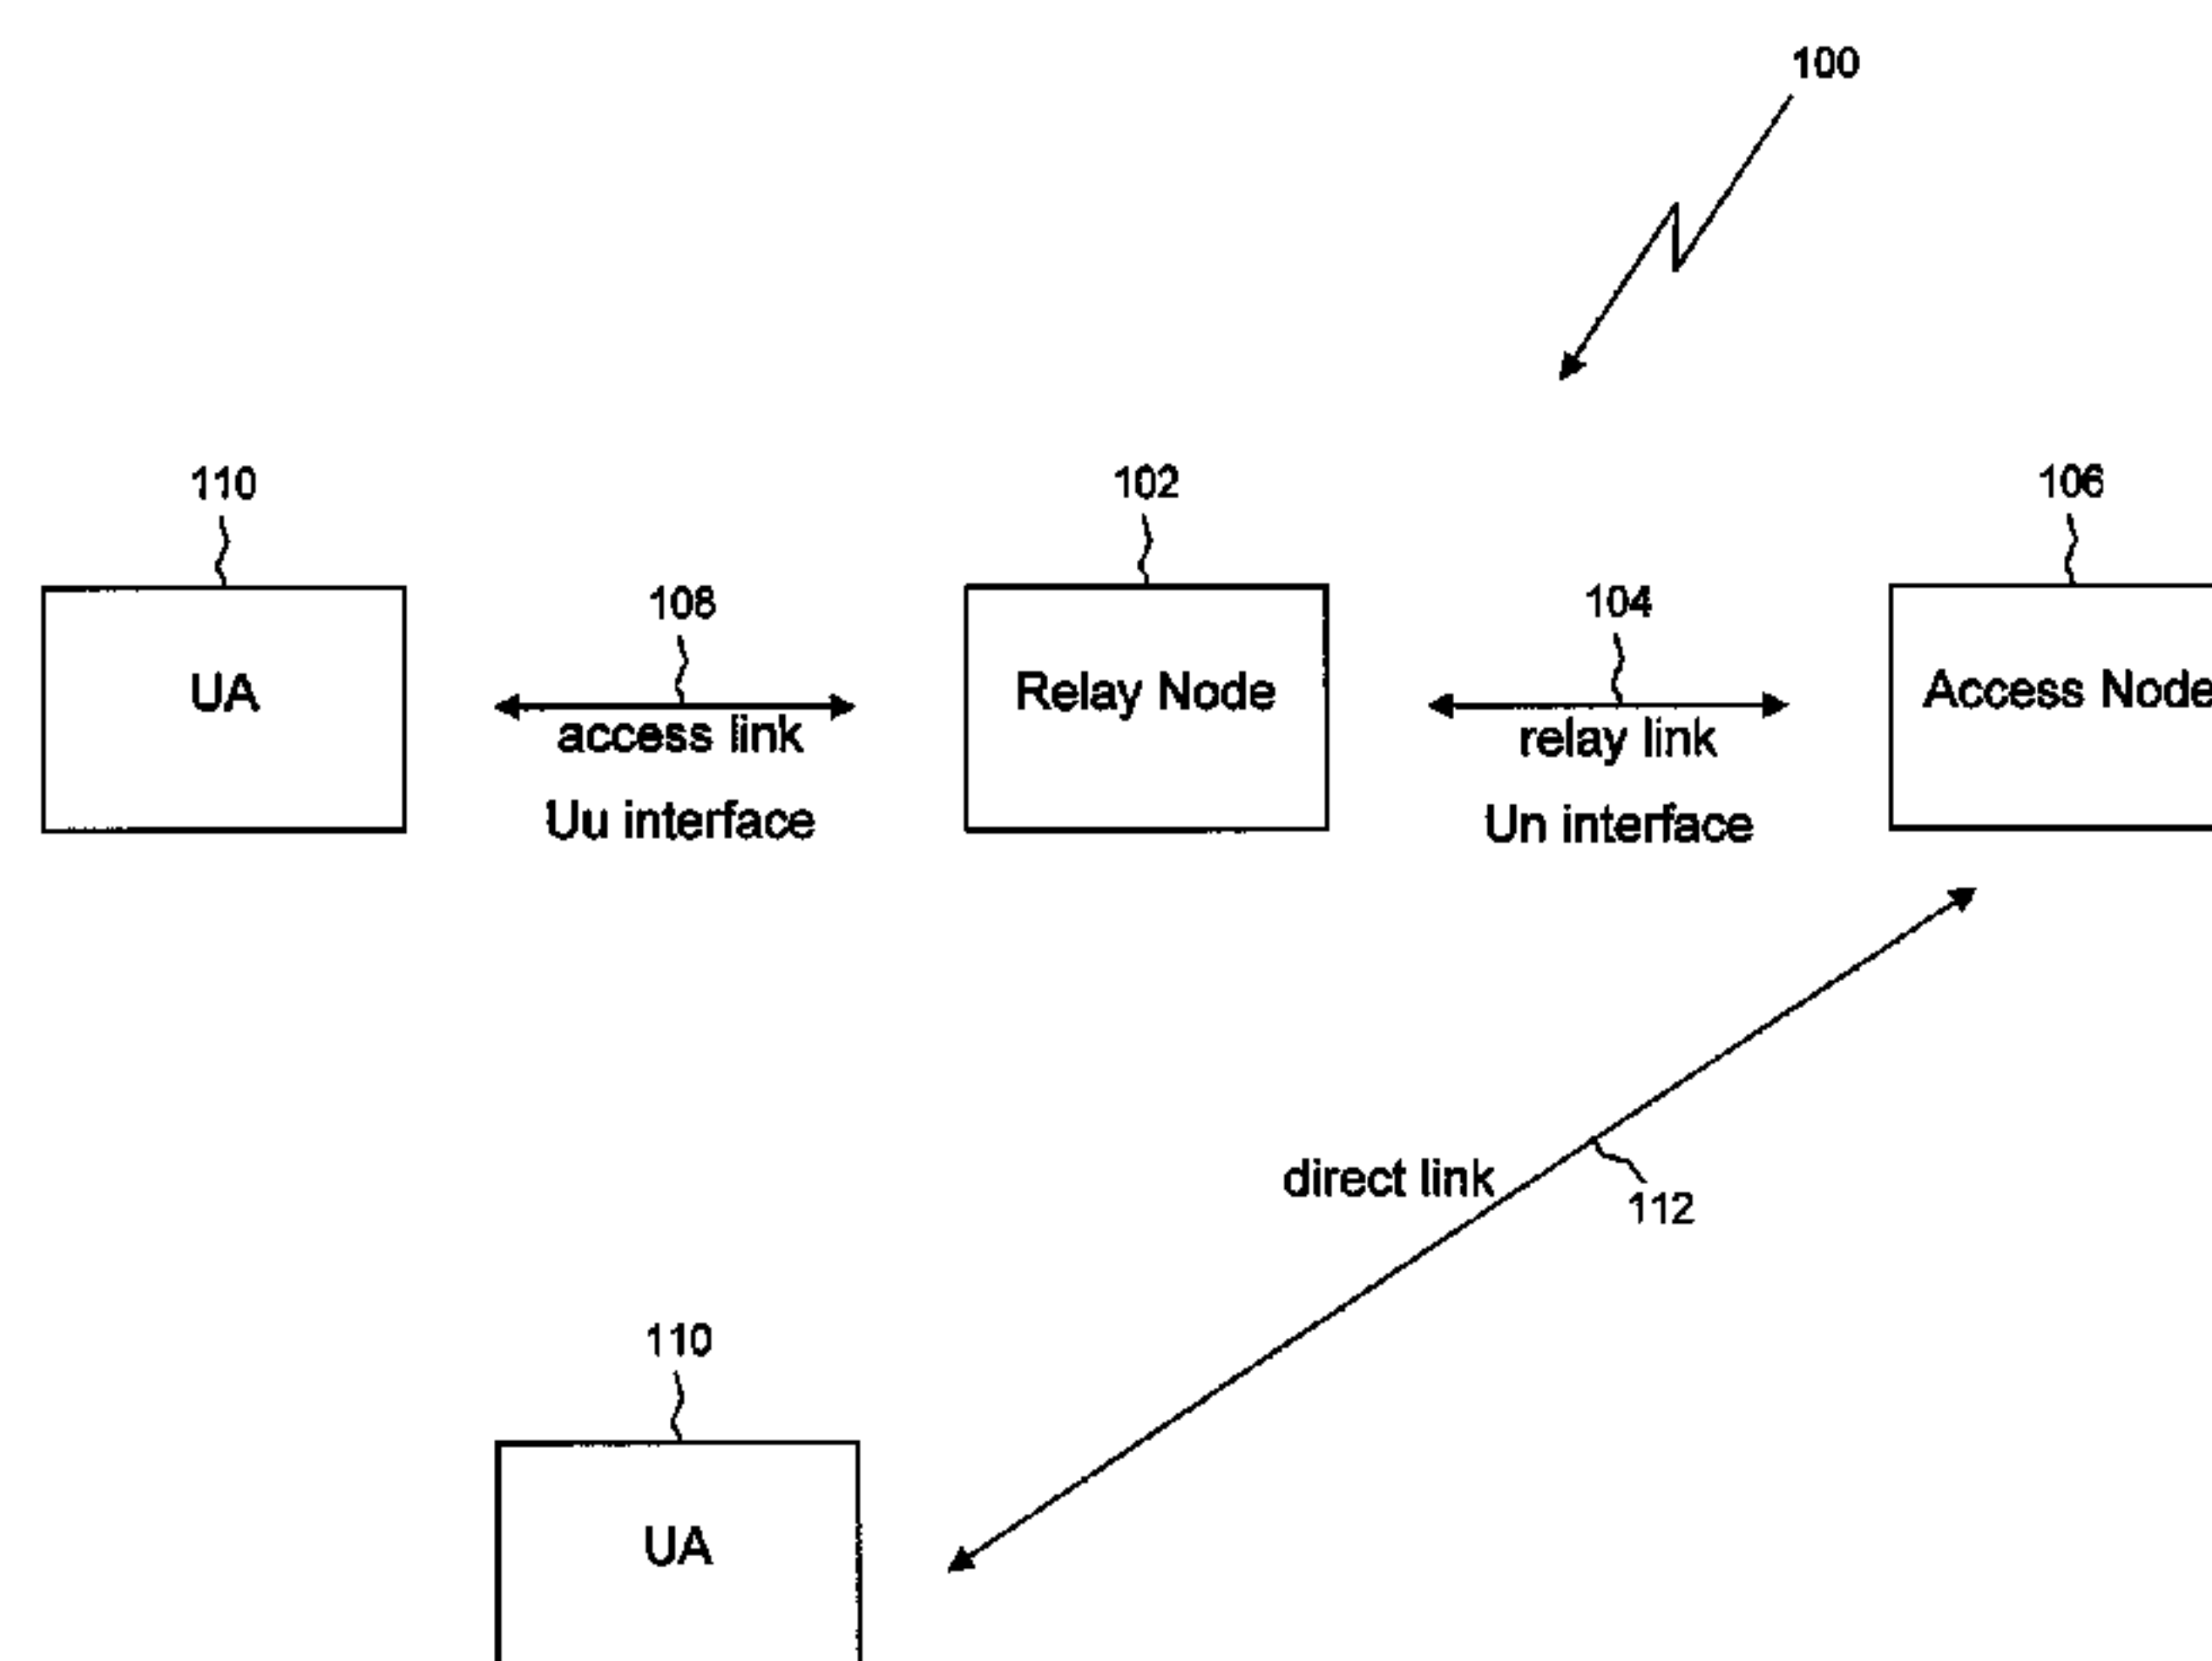 100
110
102
106
108
104
UA
Relay Node
Access Node
access link
relay link
Uu interface
Un interface
direct link
112
110
UA